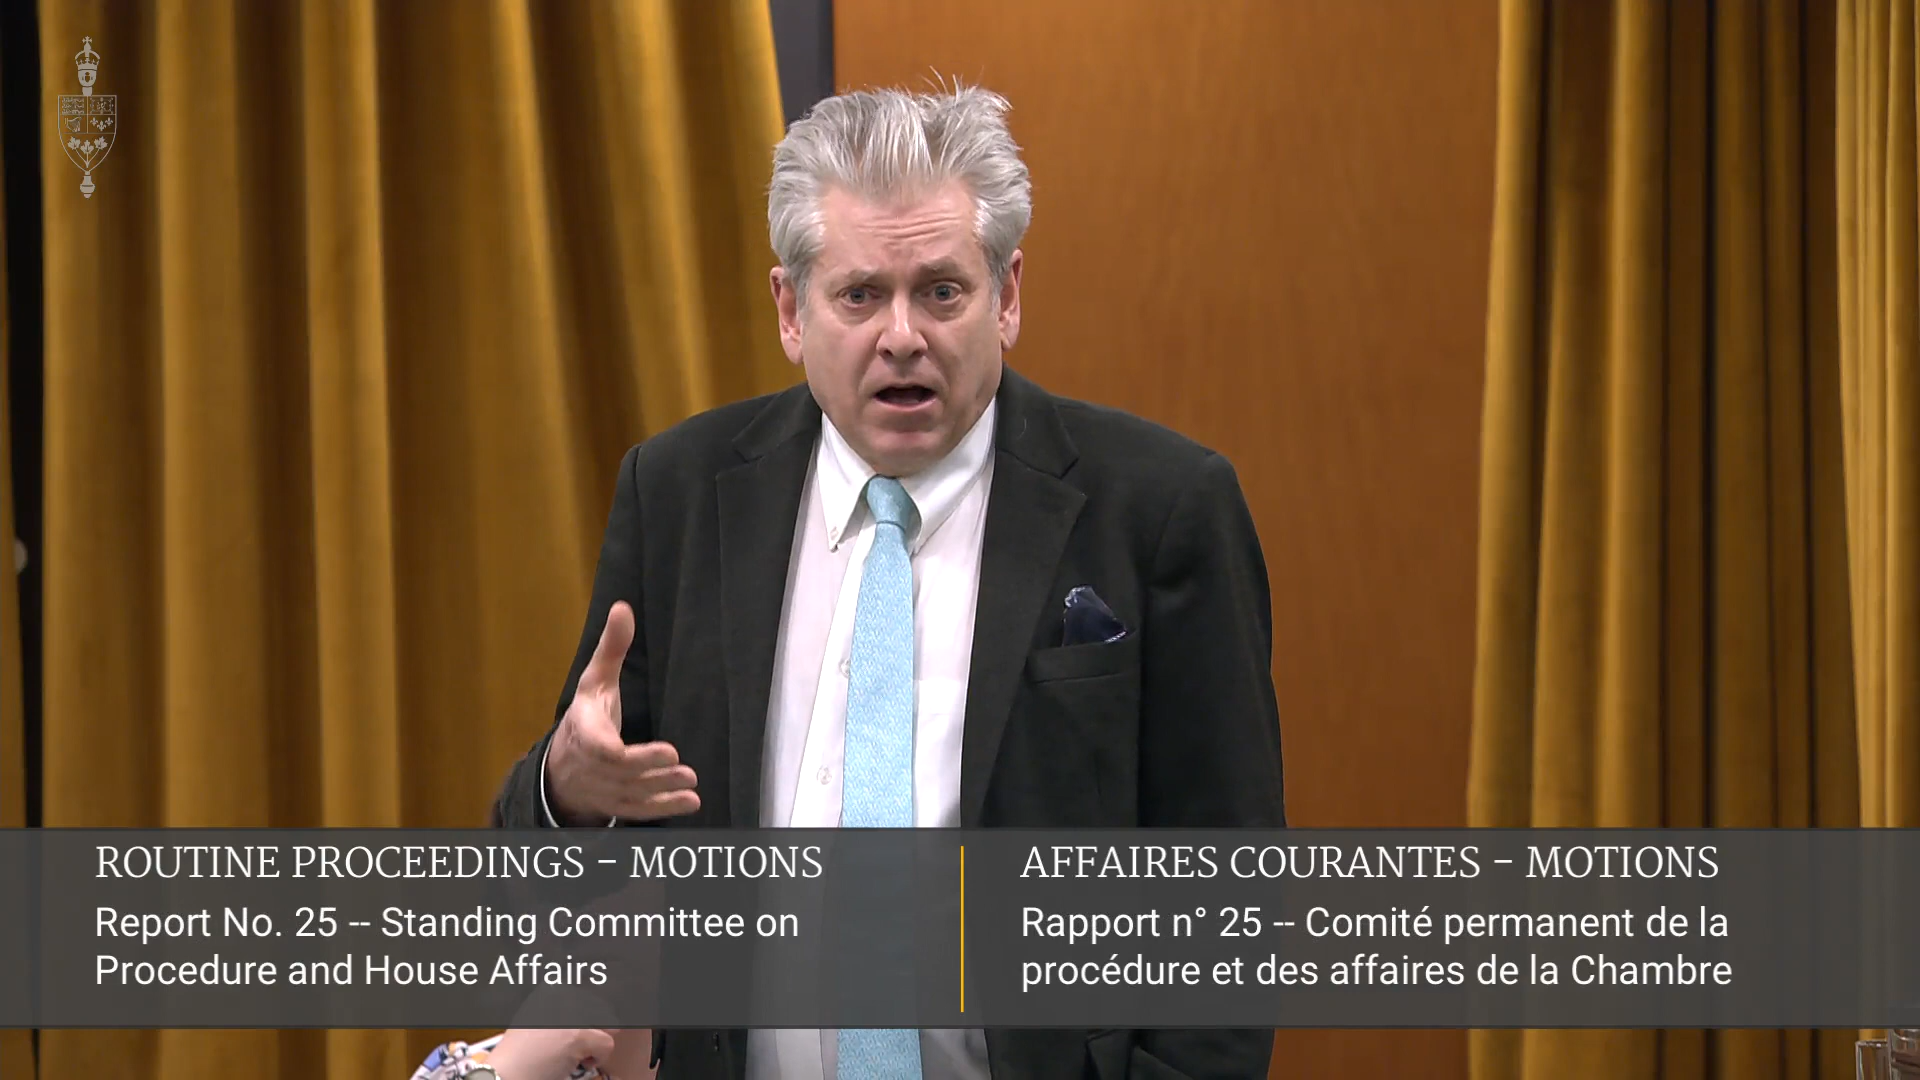 ROUTINE PROCEEDINGS – MOTIONS
Report No. 25 -- Standing Committee on
Procedure and House Affairs
AFFAIRES COURANTES – MOTIONS
Rapport n° 25 -- Comité permanent de la
procédure et des affaires de la Chambre